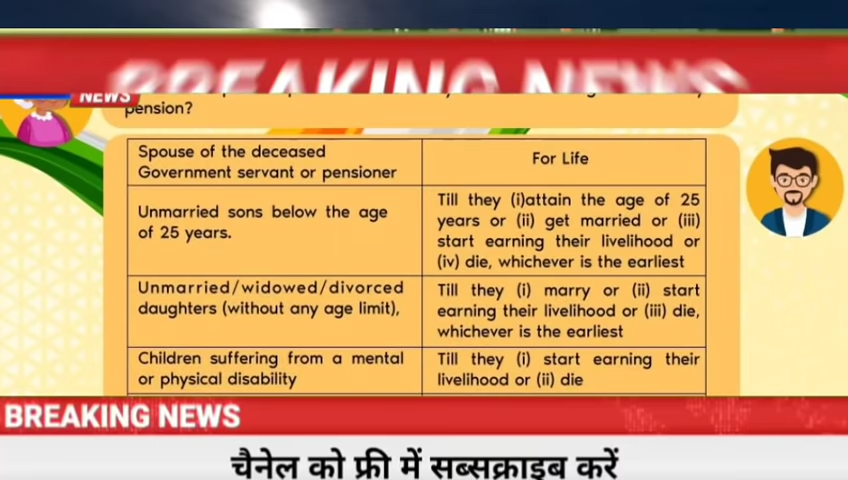 BREAKING NEWS
NEWS
pension?
Spouse of the deceased
Government servant or pensioner
For Life
Unmarried sons below the age
of 25 years.
Till they (i)attain the age of 25
years or (ii) get married or (iii)
start earning their livelihood or
(iv) die, whichever is the earliest
Unmarried/widowed/divorced
daughters (without any age limit),
Till they (i) marry or (ii) start
earning their livelihood or (iii) die,
whichever is the earliest
Children suffering from a mental
or physical disability
Till they (i) start earning their
livelihood or (ii) die
BREAKING NEWS
चैनेल को फ्री में सब्सक्राइब करें